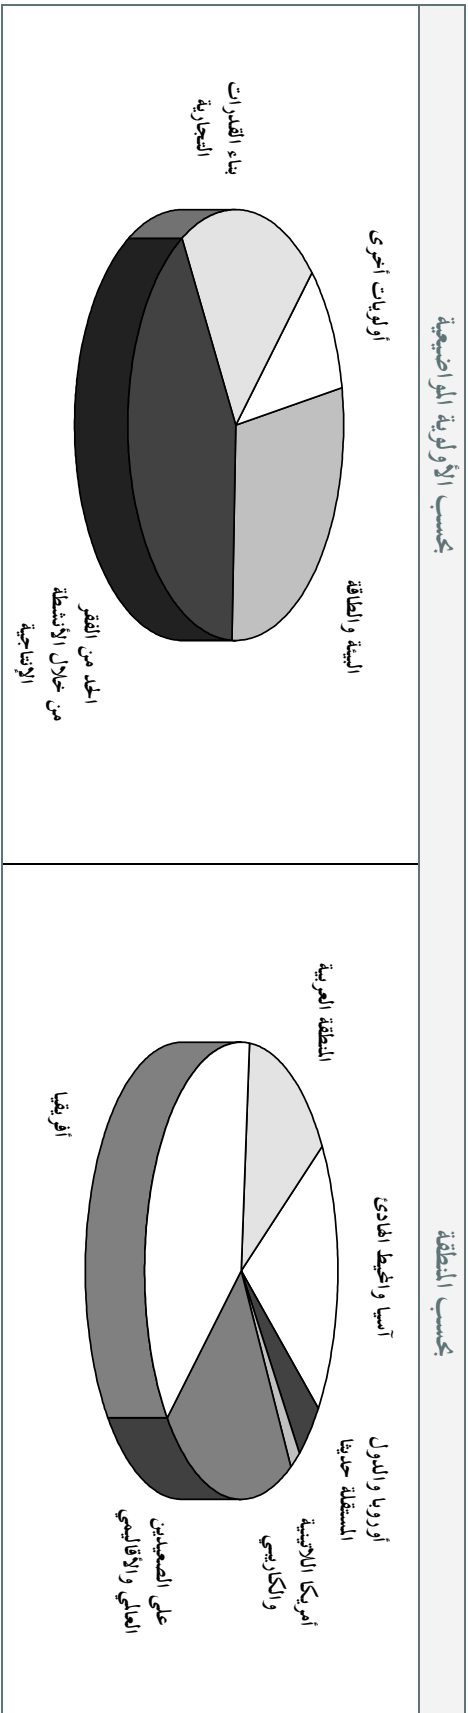 بحسب الأولوية المواضيعية
أولويات أخرى
بناء القدرات
التجارية
البيئة والطاقة
الحد من الفقر
من خلال الأنشطة
الإنتاجية
بحسب المنطقة
المنطقة العربية
آسيا والمحيط الهادئ
أفريقيا
أوروبا والدول
المستقلة حديثا
أمريكا اللاتينية
والكاريبي
على الصعيدين
العالمي والأقاليمي